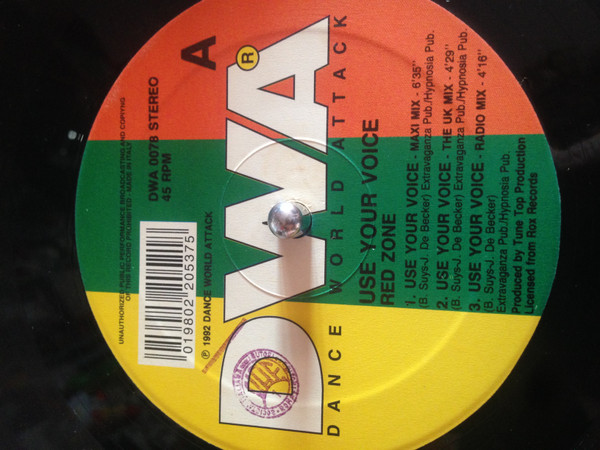 UNAUTHORIZED PUBLIC PERFORMANCE BROADCASTING AND COPYING
OF THIS RECORD PROHIBITED - MADE IN ITALY
DWA 0078 STEREO
45 RPM
A
019802 205375
℗ 1992 DANCE WORLD ATTACK
DWA ®
DANCE WORLD ATTACK
USE YOUR VOICE
RED ZONE
1. USE YOUR VOICE - MAXI MIX - 6'35"
(B. Suys-J. De Becker) Extravaganza Pub./Hypnosia Pub.
2. USE YOUR VOICE - THE UK MIX - 4'29"
(B. Suys-J. De Becker) Extravaganza Pub./Hypnosia Pub.
3. USE YOUR VOICE - RADIO MIX - 4'16"
(B. Suys-J. De Becker)
Extravaganza Pub./Hypnosia Pub.
Produced by Tune Top Production
Licensed from Rox Records